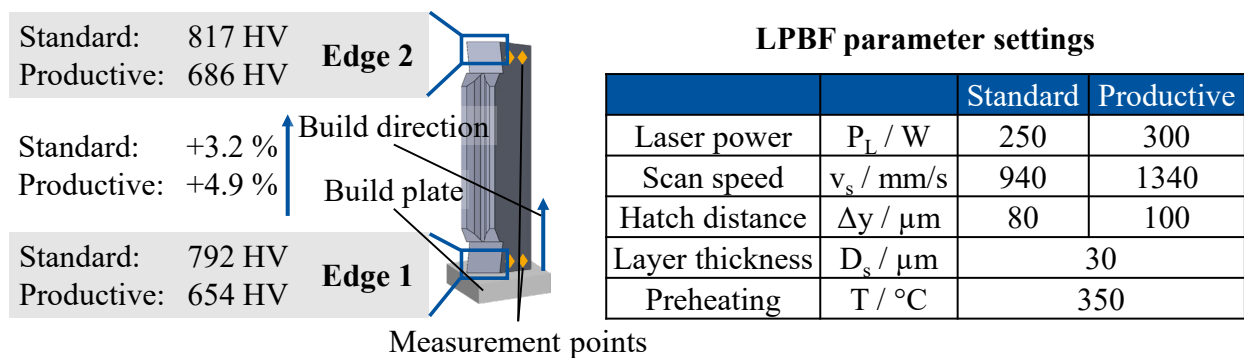 Standard: 817 HV
Productive: 686 HV
Edge 2
Standard: +3.2 %
Productive: +4.9 %
Build direction
Build plate
Standard: 792 HV
Productive: 654 HV
Edge 1
Measurement points
LPBF parameter settings
Standard Productive
Laser power P_L / W 250 300
Scan speed v_s / mm/s 940 1340
Hatch distance Δy / µm 80 100
Layer thickness D_s / µm 30
Preheating T / °C 350